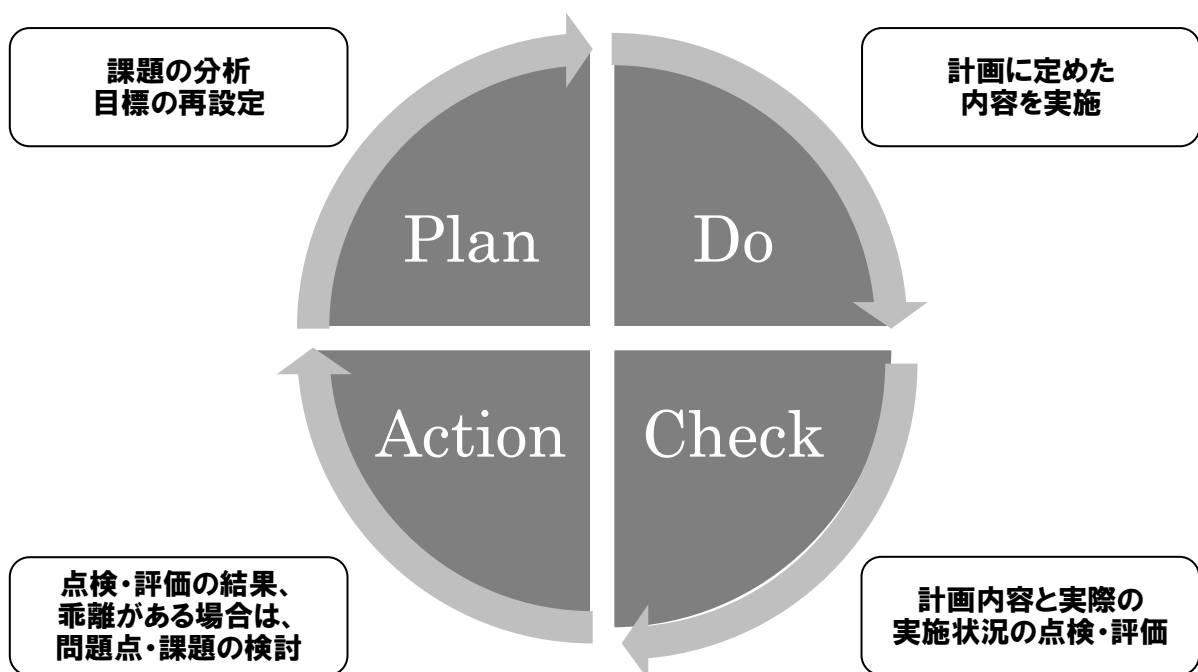 課題の分析
目標の再設定
計画に定めた
内容を実施
Plan
Do
Action
Check
点検・評価の結果、
乖離がある場合は、
問題点・課題の検討
計画内容と実際の
実施状況の点検・評価